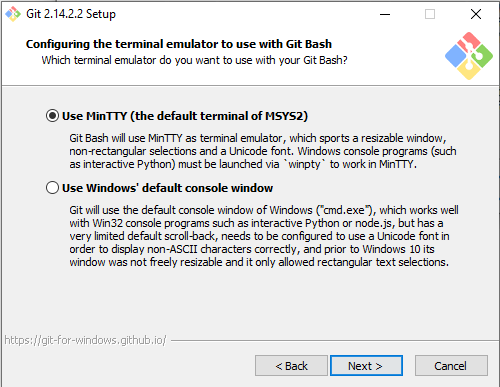 Git 2.14.2.2 Setup
Configuring the terminal emulator to use with Git Bash
Which terminal emulator do you want to use with your Git Bash?
Use MinTTY (the default terminal of MSYS2)
Git Bash will use MinTTY as terminal emulator, which sports a resizable window,
non-rectangular selections and a Unicode font. Windows console programs (such
as interactive Python) must be launched via `winpty` to work in MinTTY.
Use Windows' default console window
Git will use the default console window of Windows ("cmd.exe"), which works well
with Win32 console programs such as interactive Python or node.js, but has a
very limited default scroll-back, needs to be configured to use a Unicode font in
order to display non-ASCII characters correctly, and prior to Windows 10 its
window was not freely resizable and it only allowed rectangular text selections.
https://git-for-windows.github.io/
< Back
Next >
Cancel